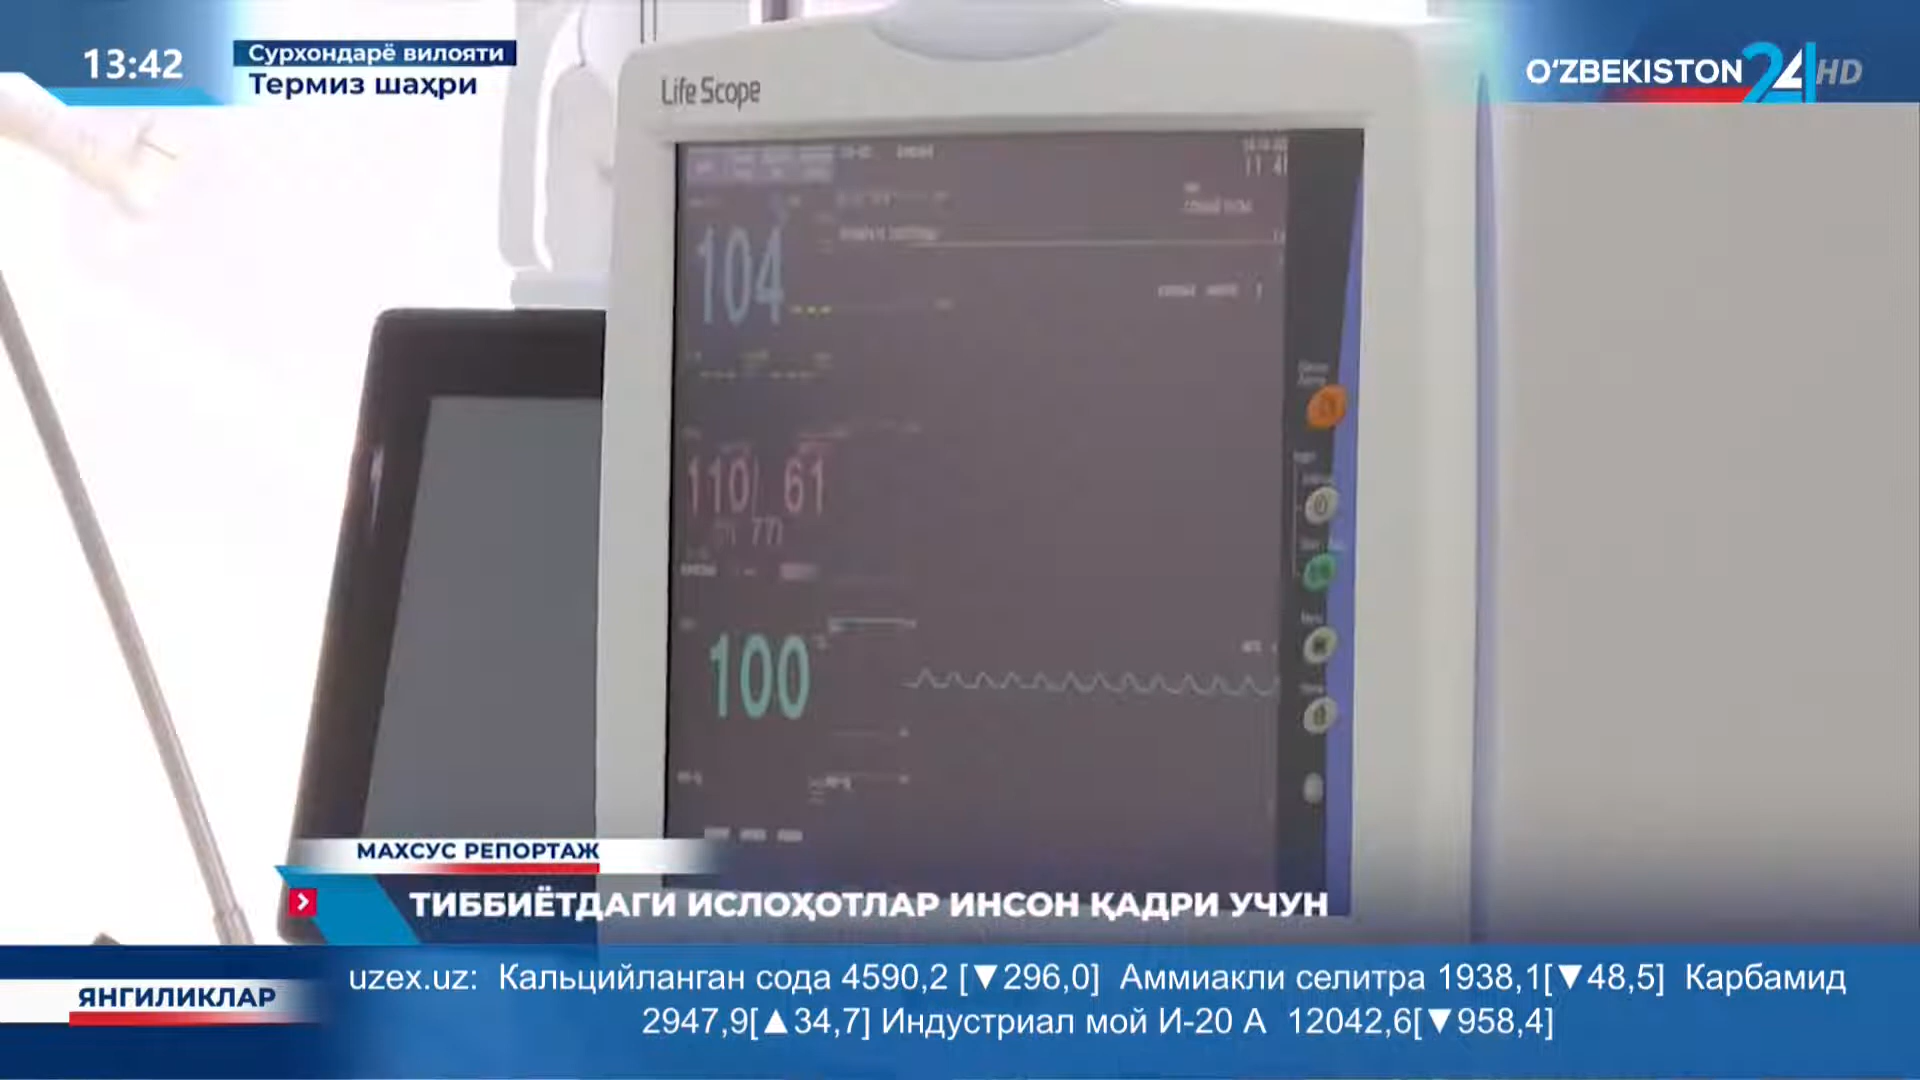 13:42
Сурхондарё вилояти
Термиз шаҳри
O‘ZBEKISTON 24 HD
Life Scope
104
110/ 61
77)
100
МАХСУС РЕПОРТАЖ
ТИББИЁТДАГИ ИСЛОҲОТЛАР ИНСОН ҚАДРИ УЧУН
ЯНГИЛИКЛАР
uzex.uz: Кальцийланган сода 4590,2 [▼296,0] Аммиакли селитра 1938,1[▼48,5] Карбамид
2947,9[▲34,7] Индустриал мой И-20 А 12042,6[▼958,4]